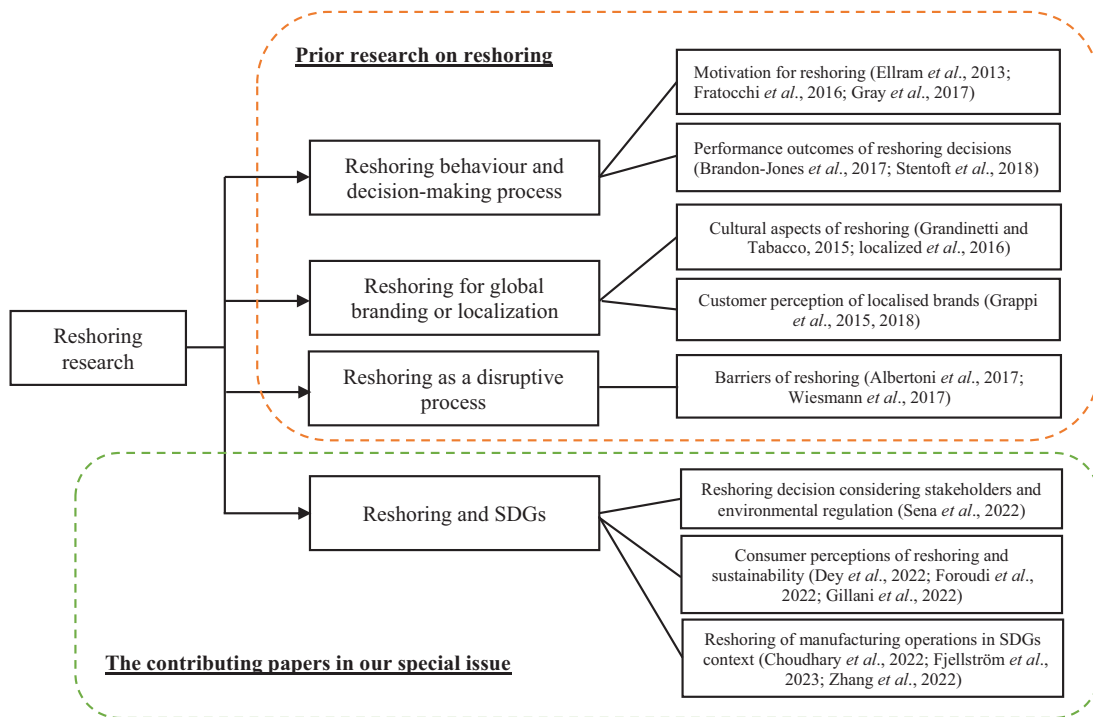 Prior research on reshoring
Motivation for reshoring (Ellram et al., 2013;
Fratocchi et al., 2016; Gray et al., 2017)
Reshoring behaviour and
decision-making process
Performance outcomes of reshoring decisions
(Brandon-Jones et al., 2017; Stentoft et al., 2018)
Cultural aspects of reshoring (Grandinetti and
Tabacco, 2015; localized et al., 2016)
Reshoring for global
branding or localization
Customer perception of localised brands (Grappi
et al., 2015, 2018)
Reshoring
research
Reshoring as a disruptive
process
Barriers of reshoring (Albertoni et al., 2017;
Wiesmann et al., 2017)
Reshoring and SDGs
Reshoring decision considering stakeholders and
environmental regulation (Sena et al., 2022)
Consumer perceptions of reshoring and
sustainability (Dey et al., 2022; Foroudi et al.,
2022; Gillani et al., 2022)
Reshoring of manufacturing operations in SDGs
context (Choudhary et al., 2022; Fjellström et al.,
2023; Zhang et al., 2022)
The contributing papers in our special issue